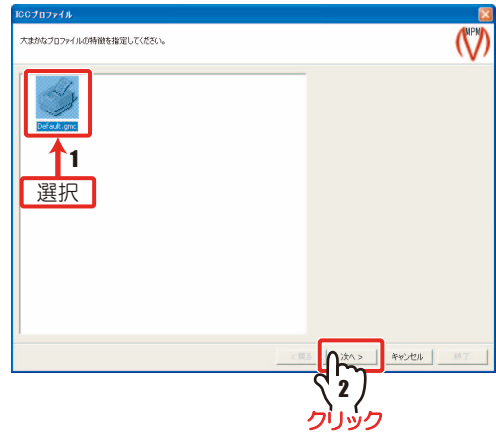 ICCプロファイル
大まかなプロファイルの特徴を指定してください。
MPM
Default.gmc
1
選択
< 戻る
次へ >
キャンセル
終了
2
クリック